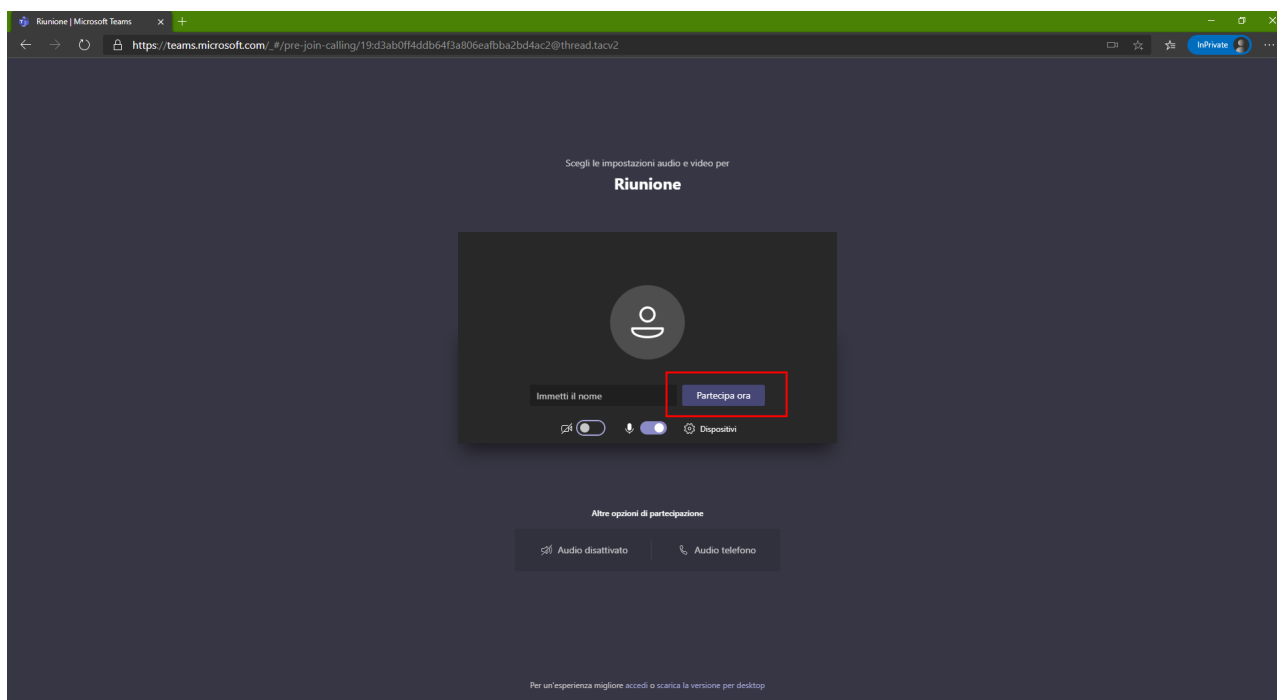 Riunione | Microsoft Teams
https://teams.microsoft.com/_#/pre-join-calling/19:d3ab0ff4ddb64f3a806eafbba2bd4ac2@thread.tacv2
InPrivate
Scegli le impostazioni audio e video per
Riunione
Immetti il nome
Partecipa ora
Dispositivi
Altre opzioni di partecipazione
Audio disattivato
Audio telefono
Per un'esperienza migliore accedi o scarica la versione per desktop